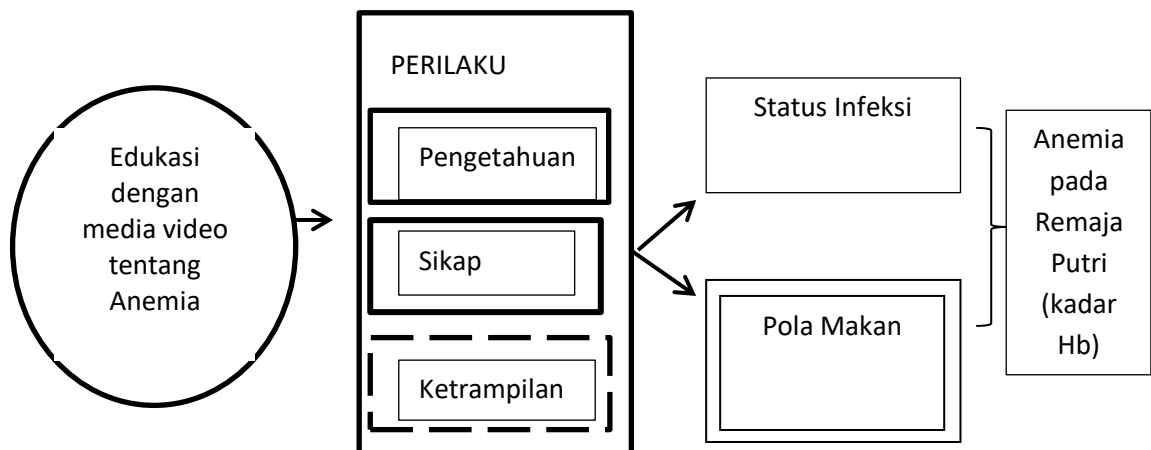 Edukasi
dengan
media video
tentang
Anemia
PERILAKU
Pengetahuan
Sikap
Ketrampilan
Status Infeksi
Pola Makan
Anemia
pada
Remaja
Putri
(kadar
Hb)